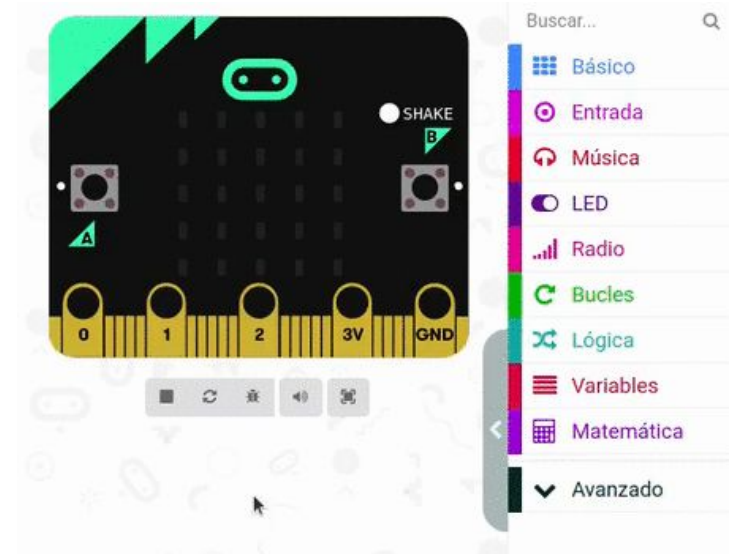 SHAKE
B
A
0 1 2 3V GND
Buscar...
Básico
Entrada
Música
LED
Radio
Bucles
Lógica
Variables
Matemática
Avanzado